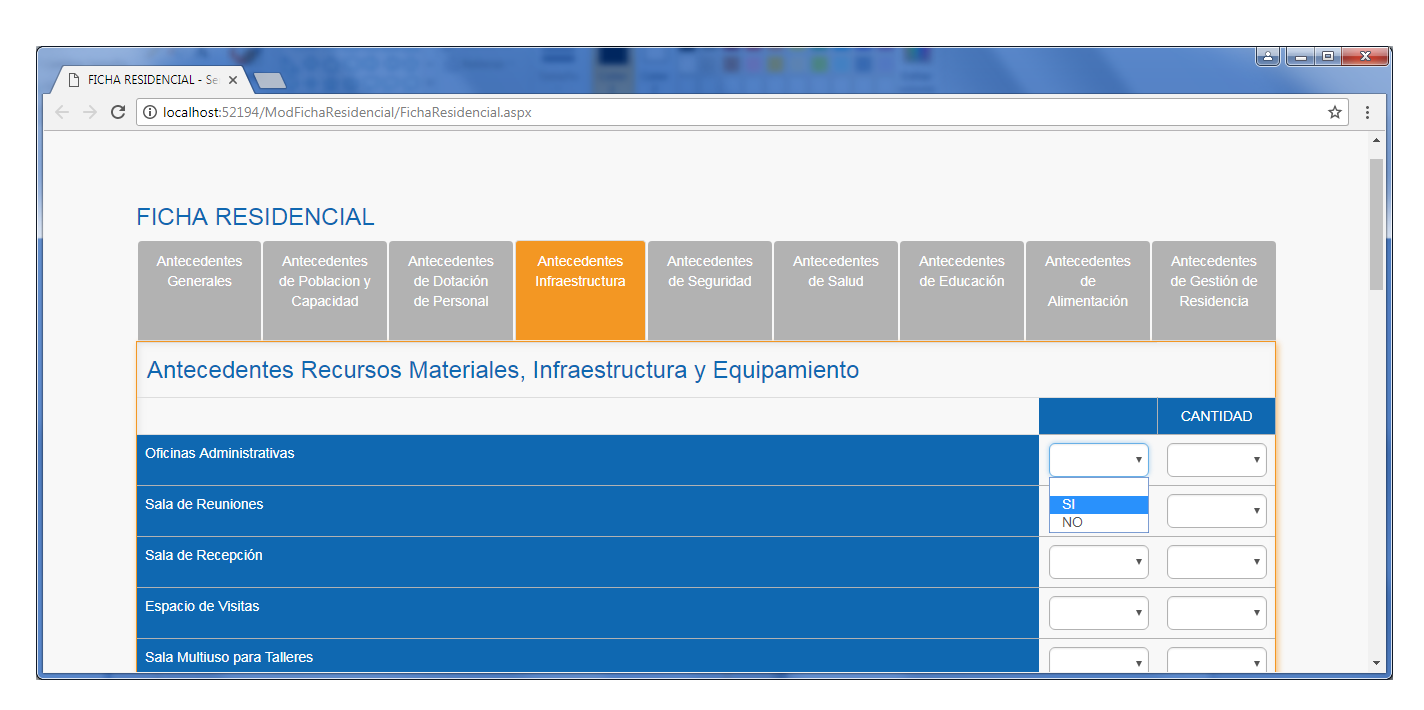 FICHA RESIDENCIAL - Se
localhost:52194/ModFichaResidencial/FichaResidencial.aspx
FICHA RESIDENCIAL
Antecedentes
Generales
Antecedentes
de Poblacion y
Capacidad
Antecedentes
de Dotación
de Personal
Antecedentes
Infraestructura
Antecedentes
de Seguridad
Antecedentes
de Salud
Antecedentes
de Educación
Antecedentes
de
Alimentación
Antecedentes
de Gestión de
Residencia
Antecedentes Recursos Materiales, Infraestructura y Equipamiento
CANTIDAD
Oficinas Administrativas
Sala de Reuniones
SI
NO
Sala de Recepción
Espacio de Visitas
Sala Multiuso para Talleres